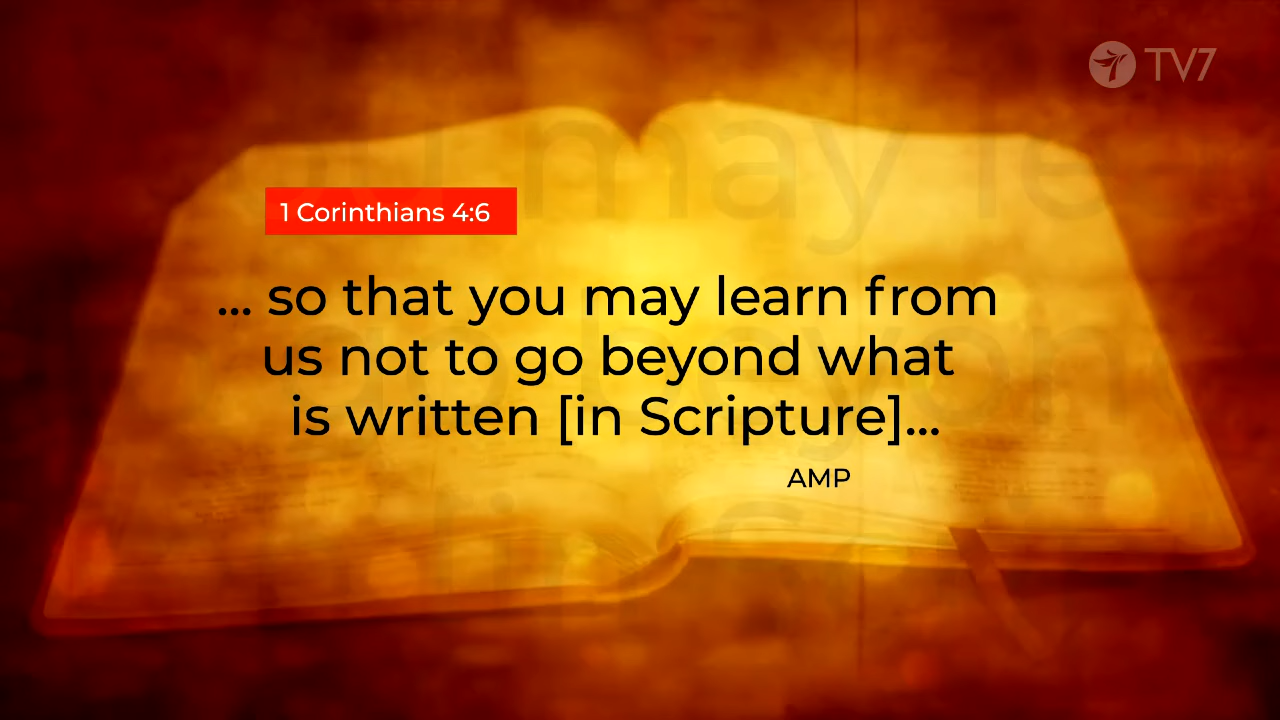 TV7
1 Corinthians 4:6
... so that you may learn from
us not to go beyond what
is written [in Scripture]...
AMP